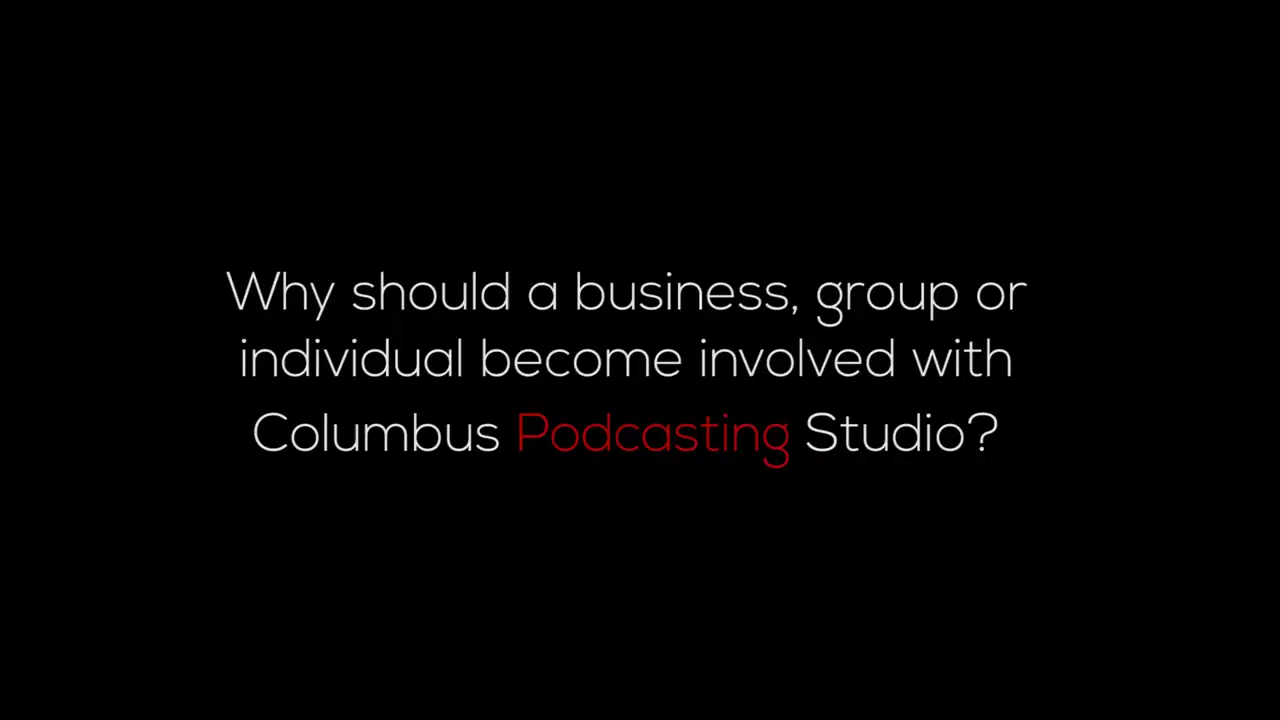 Why should a business, group or
individual become involved with
Columbus Podcasting Studio?